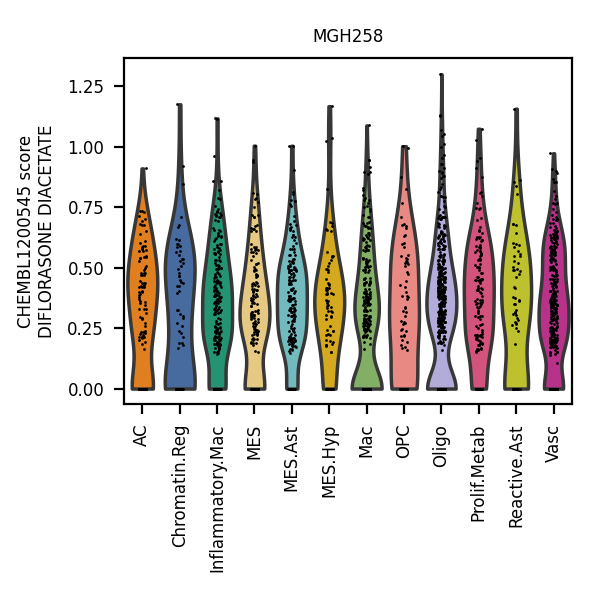 MGH258
CHEMBL1200545 score
DIFLORASONE DIACETATE
1.25
1.00
0.75
0.50
0.25
0.00
AC
Chromatin.Reg
Inflammatory.Mac
MES
MES.Ast
MES.Hyp
Mac
OPC
Oligo
Prolif.Metab
Reactive.Ast
Vasc